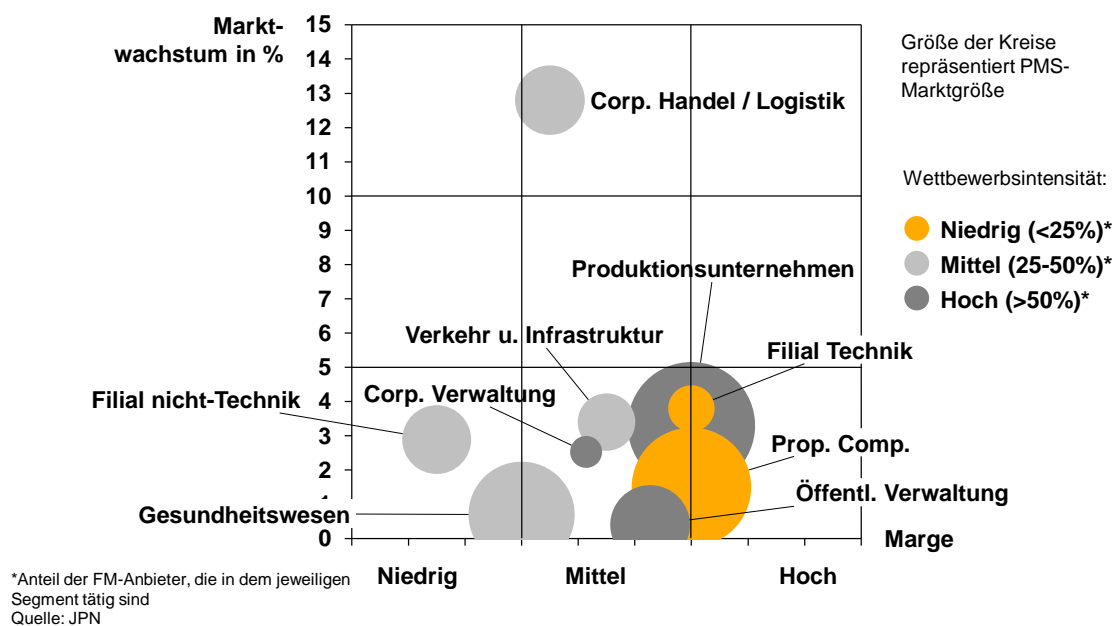 Markt-
wachstum in %
15
14
13
12
11
10
9
8
7
6
5
4
3
2
1
0
Corp. Handel / Logistik
Produktionsunternehmen
Verkehr u. Infrastruktur
Filial Technik
Corp. Verwaltung
Filial nicht-Technik
Prop. Comp.
Öffentl. Verwaltung
Gesundheitswesen
Marge
Niedrig
Mittel
Hoch
Größe der Kreise
repräsentiert PMS-
Marktgröße
Wettbewerbsintensität:
Niedrig (<25%)*
Mittel (25-50%)*
Hoch (>50%)*
*Anteil der FM-Anbieter, die in dem jeweiligen
Segment tätig sind
Quelle: JPN